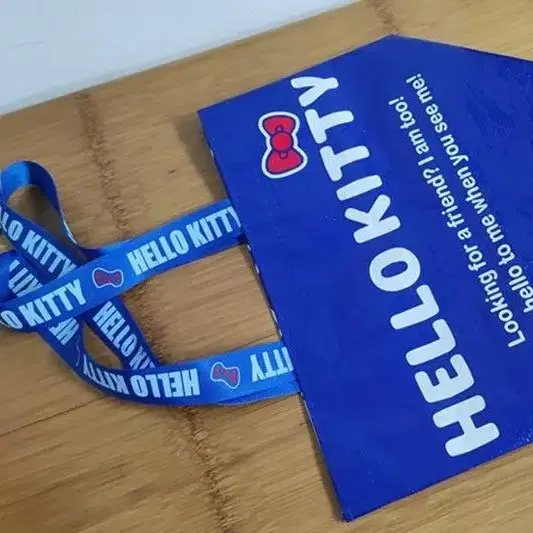 HELLO KITTY
Looking for a friend? I am too!
hello to me when you see me!
HELLO KITTY
O KITTY
HELLO KITTY
HELLO
HELLO
KITTY